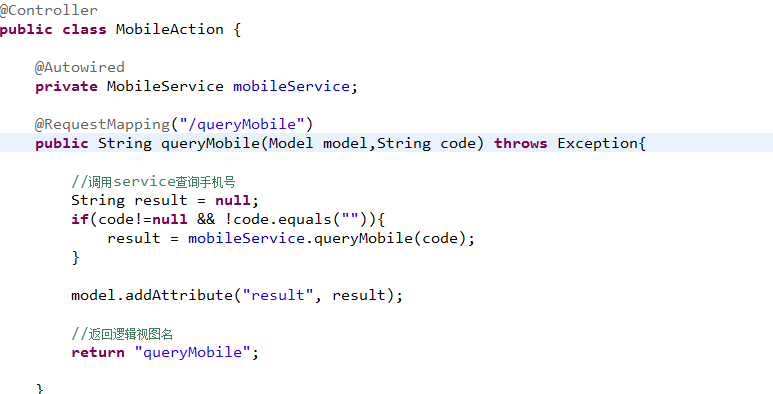 @Controller
public class MobileAction {
@Autowired
private MobileService mobileService;
@RequestMapping("/queryMobile")
public String queryMobile(Model model,String code) throws Exception{
//调用service查询手机号
String result = null;
if(code!=null && !code.equals("")){
result = mobileService.queryMobile(code);
}
model.addAttribute("result", result);
//返回逻辑视图名
return "queryMobile";
}